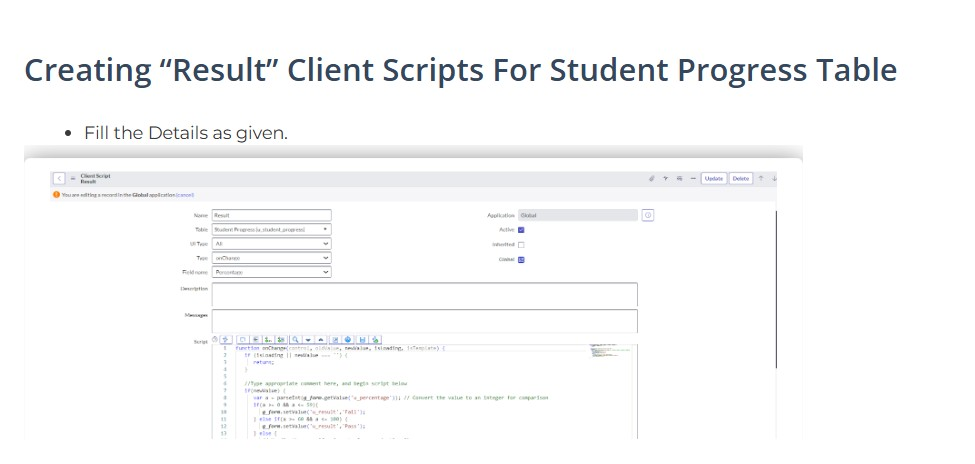 Creating “Result” Client Scripts For Student Progress Table
• Fill the Details as given.
Client Script
Result
Update Delete
You are editing a record in the Global application (cancel)
Name Result
Application Global
Table Student Progress [u_student_progress]
Active
UI Type All
Inherited
Type onChange
Global
Field name Percentage
Description
Messages
Script
1 function onChange(control, oldValue, newValue, isLoading, isTemplate) {
2 if (isLoading || newValue === '') {
3 return;
4 }
5
6 //Type appropriate comment here, and begin script below
7 if(newValue) {
8 var a = parseInt(g_form.getValue('u_percentage')); // Convert the value to an integer for comparison
9 if(a >= 0 && a <= 59){
10 g_form.setValue('u_result','Fail');
11 } else if(a >= 60 && a <= 100) {
12 g_form.setValue('u_result','Pass');
13 } else {